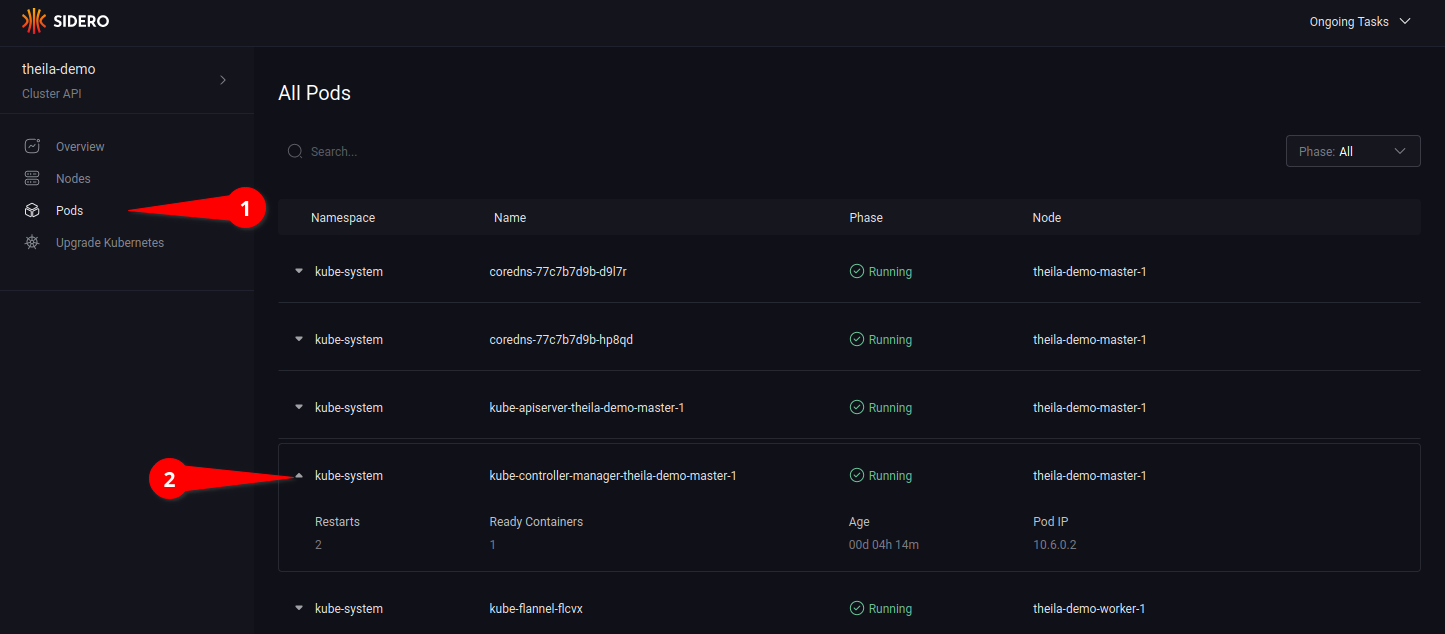 SIDERO
Ongoing Tasks
theila-demo
Cluster API
Overview
Nodes
Pods
Upgrade Kubernetes
1
All Pods
Search...
Phase: All
Namespace Name Phase Node
kube-system coredns-77c7b7d9b-d9l7r Running theila-demo-master-1
kube-system coredns-77c7b7d9b-hp8qd Running theila-demo-master-1
kube-system kube-apiserver-theila-demo-master-1 Running theila-demo-master-1
2
kube-system kube-controller-manager-theila-demo-master-1 Running theila-demo-master-1
Restarts Ready Containers Age Pod IP
2 1 00d 04h 14m 10.6.0.2
kube-system kube-flannel-flcvx Running theila-demo-worker-1